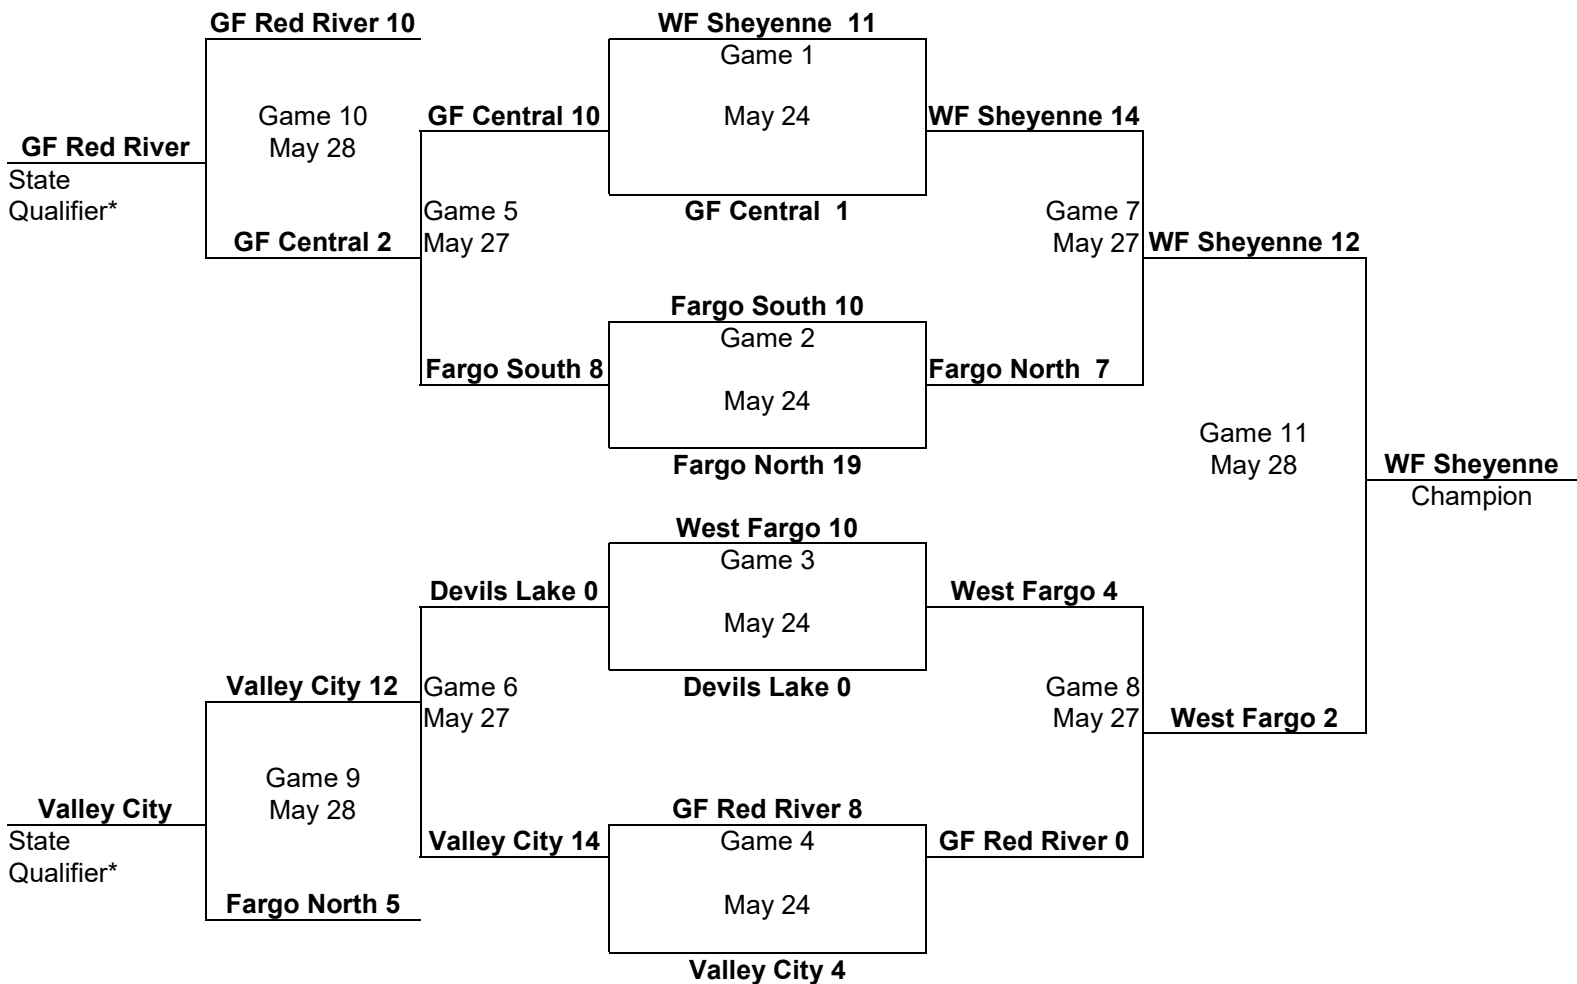 GF Red River 10
WF Sheyenne 11
Game 1
Game 10
GF Central 10
May 24
WF Sheyenne 14
GF Red River
May 28
State
Qualifier*
Game 5
GF Central 1
Game 7
GF Central 2
May 27
May 27
WF Sheyenne 12
Fargo South 10
Game 2
Fargo South 8
Fargo North 7
May 24
Game 11
Fargo North 19
May 28
WF Sheyenne
Champion
West Fargo 10
Game 3
Devils Lake 0
West Fargo 4
May 24
Valley City 12
Game 6
Devils Lake 0
Game 8
May 27
May 27
West Fargo 2
Game 9
Valley City
May 28
GF Red River 8
State
Qualifier*
Valley City 14
Game 4
GF Red River 0
Fargo North 5
May 24
Valley City 4